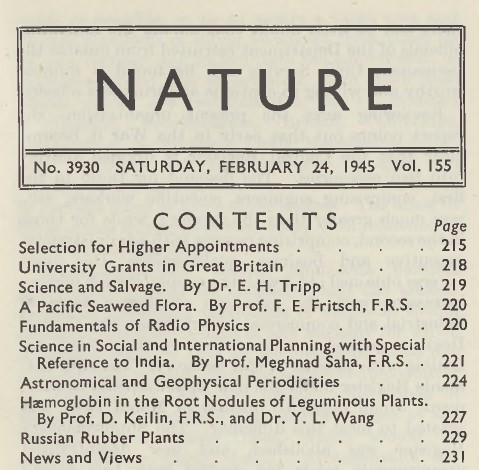 NATURE
No. 3930 SATURDAY, FEBRUARY 24, 1945 Vol. 155
CONTENTS Page
Selection for Higher Appointments . . . . . 215
University Grants in Great Britain . . . . . 218
Science and Salvage. By Dr. E. H. Tripp . . . 219
A Pacific Seaweed Flora. By Prof. F. E. Fritsch, F.R.S. . 220
Fundamentals of Radio Physics . . . . . . 220
Science in Social and International Planning, with Special
Reference to India. By Prof. Meghnad Saha, F.R.S. . 221
Astronomical and Geophysical Periodicities . . . 224
Hæmoglobin in the Root Nodules of Leguminous Plants.
By Prof. D. Keilin, F.R.S., and Dr. Y. L. Wang . 227
Russian Rubber Plants . . . . . . . 229
News and Views . . . . . . . . 231